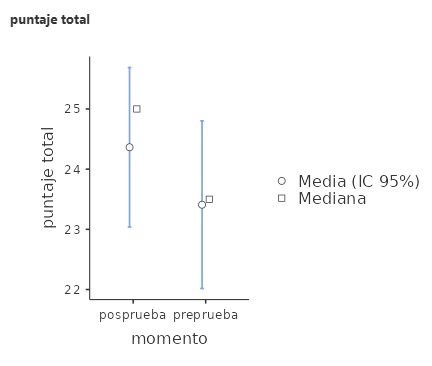 puntaje total
puntaje total
25
24
23
22
posprueba preprueba
momento
Media (IC 95%)
Mediana